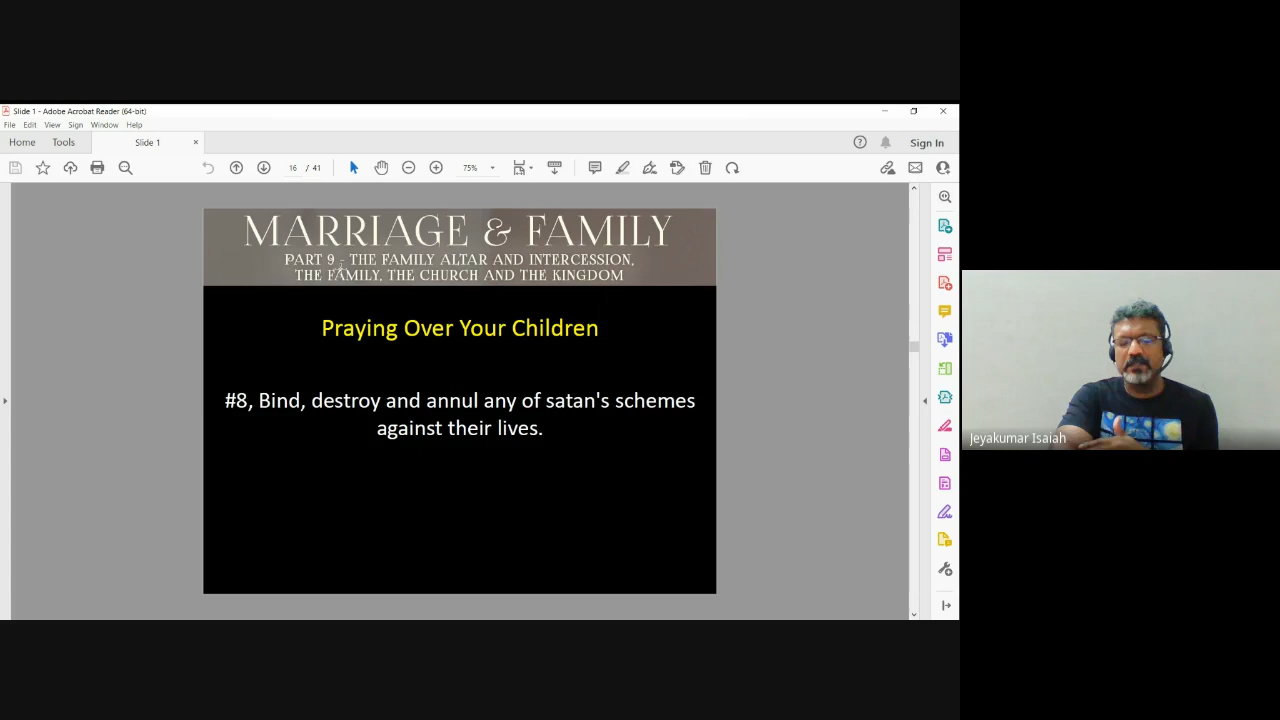 Slide 1 - Adobe Acrobat Reader (64-bit)
File Edit View Sign Window Help
Home Tools Slide 1 × Sign In
16 / 41 75%
MARRIAGE & FAMILY
PART 9 - THE FAMILY ALTAR AND INTERCESSION,
THE FAMILY, THE CHURCH AND THE KINGDOM
Praying Over Your Children
#8, Bind, destroy and annul any of satan's schemes
against their lives.
Jeyakumar Isaiah